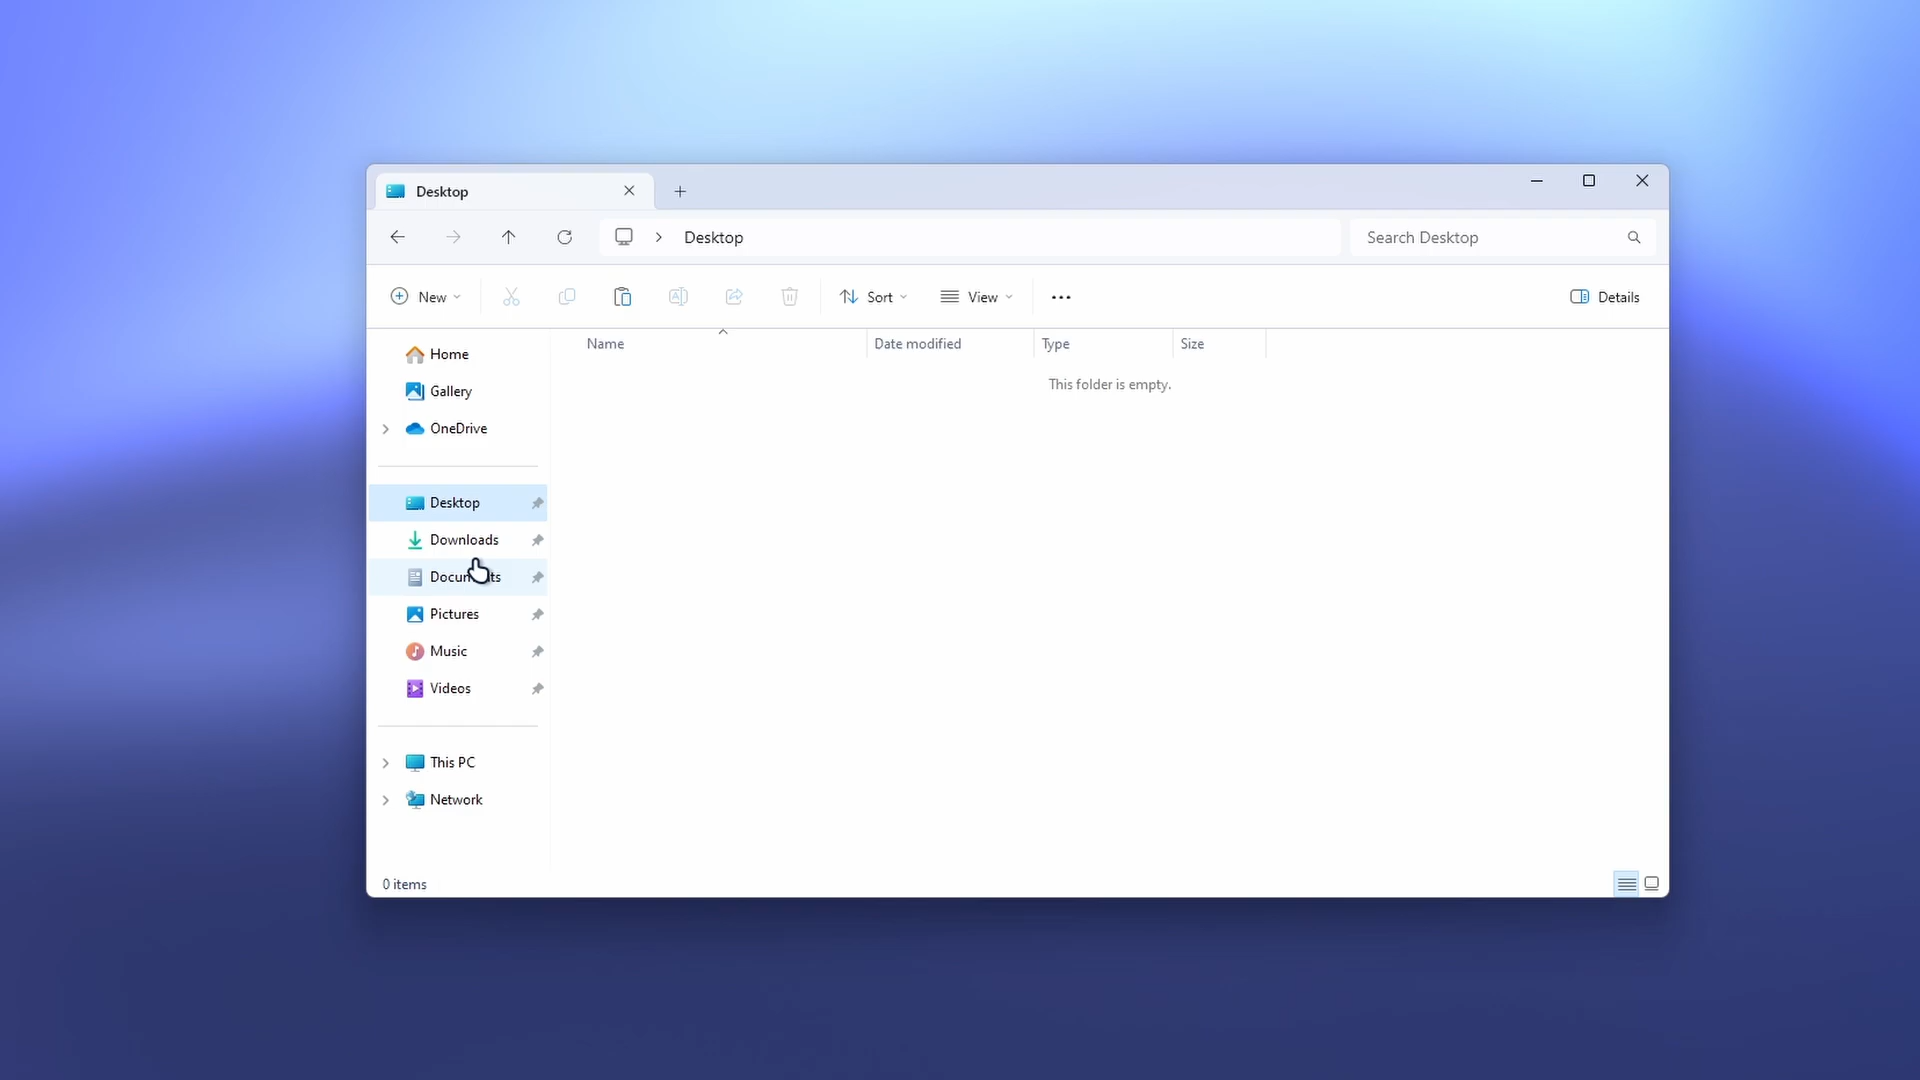 Desktop
Desktop
Search Desktop
New
Sort
View
Details
Name
Date modified
Type
Size
This folder is empty.
Home
Gallery
OneDrive
Desktop
Downloads
Documents
Pictures
Music
Videos
This PC
Network
0 items